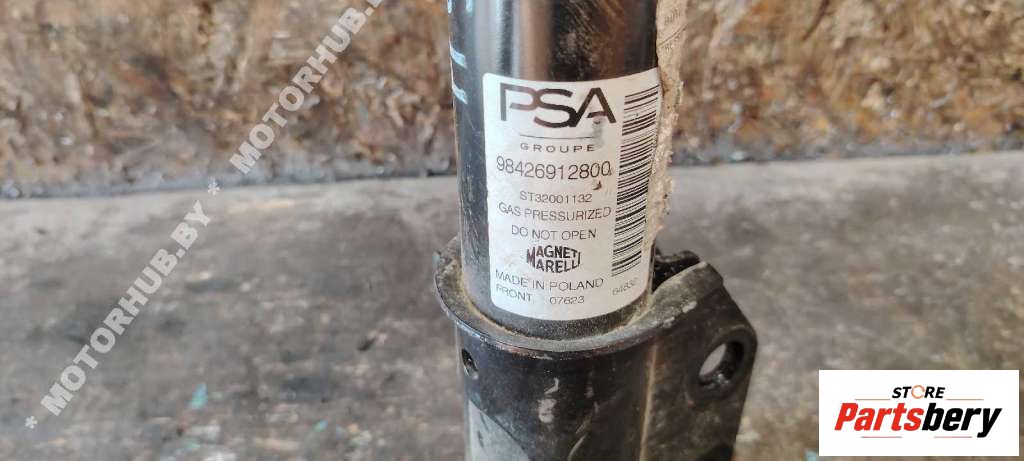 * MOTORHUB.BY * MOTORHUB.BY
PSA
GROUPE
98426912800
ST32001132
GAS PRESSURIZED
DO NOT OPEN
MAGNETI
MARELLI
MADE IN POLAND
FRONT 07623
STORE
Partsbery